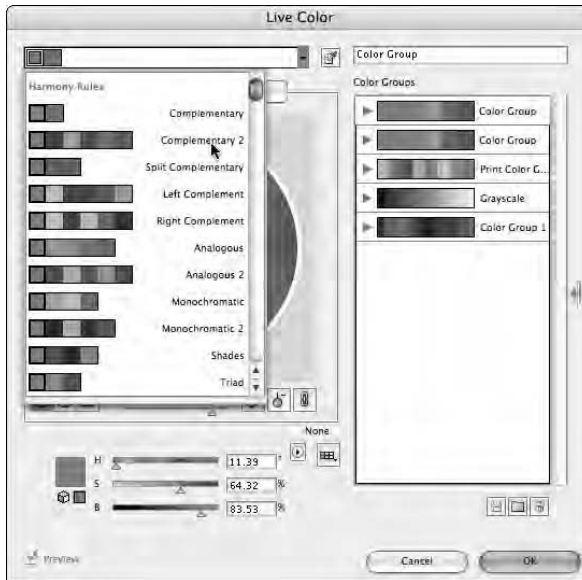 Live Color
Color Group
Harmony Rules
Color Groups
Complementary
Complementary 2
Split Complementary
Left Complement
Right Complement
Analogous
Analogous 2
Monochromatic
Monochromatic 2
Shades
Triad
Color Group
Color Group
Print Color G...
Grayscale
Color Group 1
None
H 11.39 °
S 64.32 %
B 83.53 %
Preview
Cancel
OK